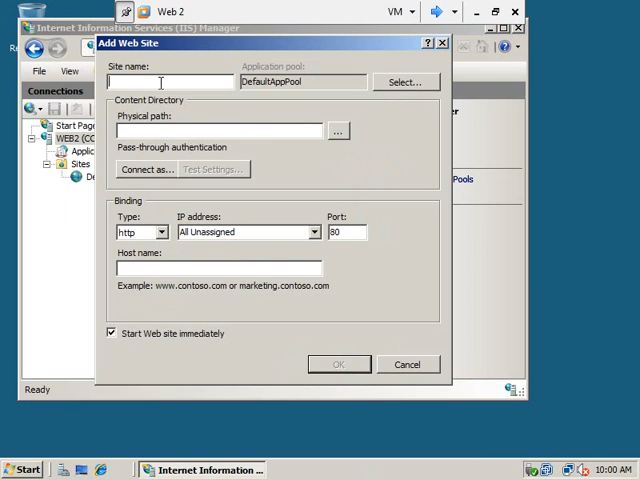 Web 2
VM
Internet Information Services (IIS) Manager
Add Web Site
?
File
View
Connections
Start Page
WEB2 (CO
Applic
Sites
De
er
Pools
Site name:
Application pool:
DefaultAppPool
Select...
Content Directory
Physical path:
...
Pass-through authentication
Connect as...
Test Settings...
Binding
Type:
IP address:
Port:
http
All Unassigned
80
Host name:
Example: www.contoso.com or marketing.contoso.com
Start Web site immediately
OK
Cancel
Ready
Start
Internet Information ...
10:00 AM